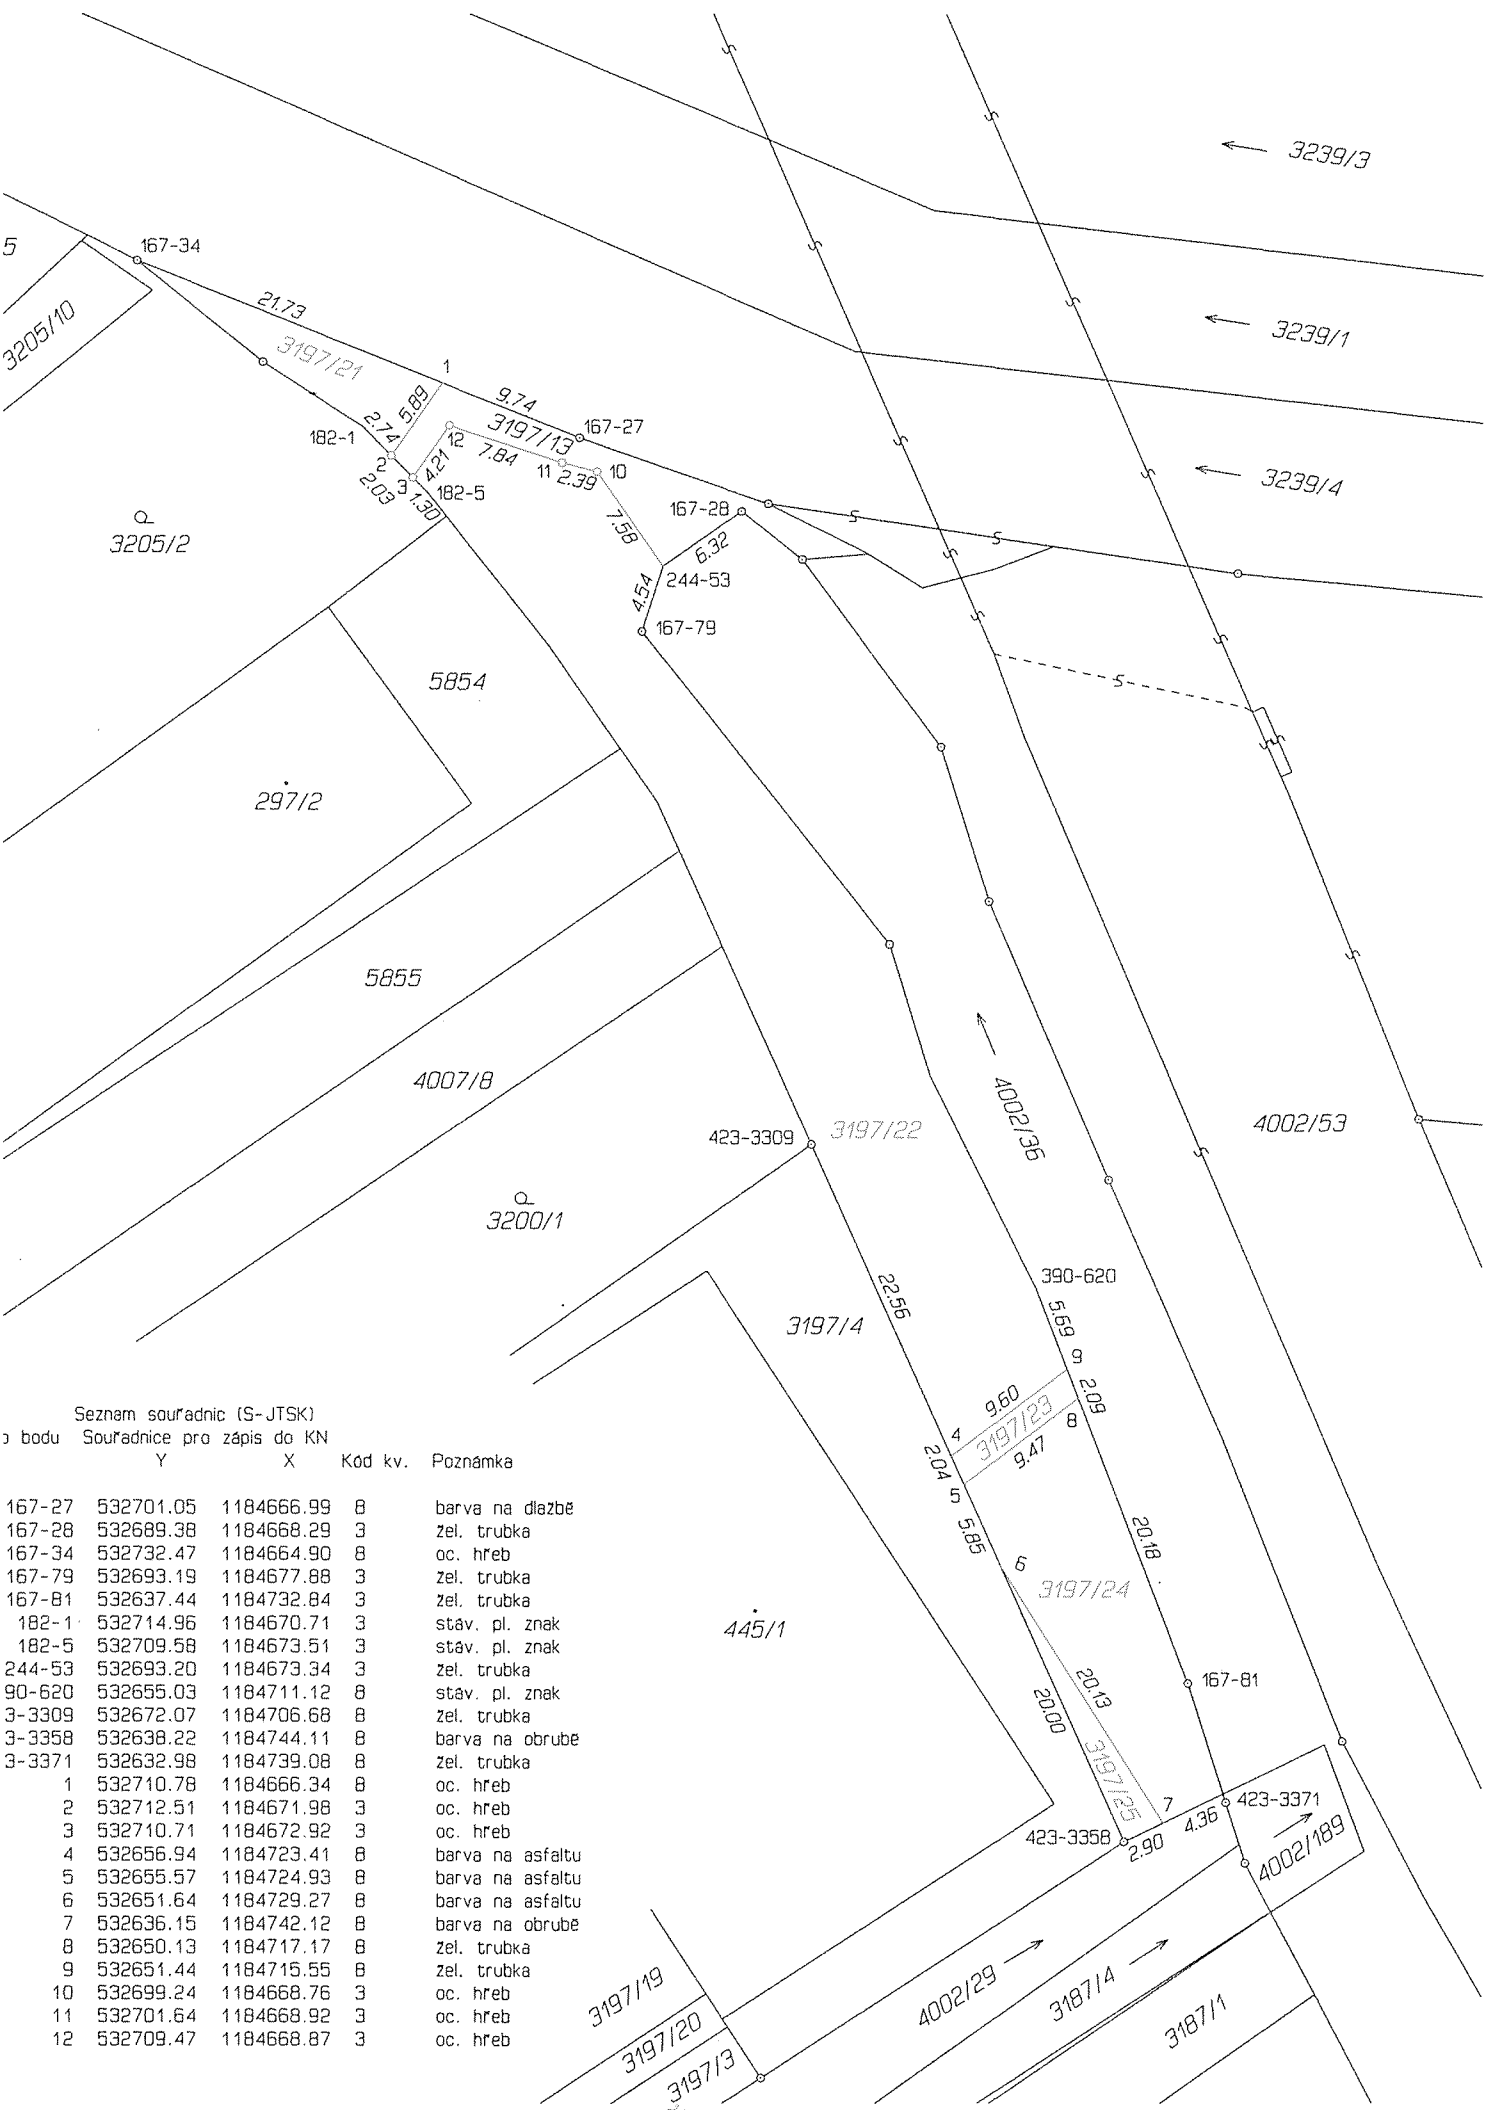 3239/3
5
167-34
3205/10
21.73
3239/1
3197/21
1
5.89
9.74
2.74
182-1
3197/13
167-27
12
7.84
11
10
2.39
2
4.21
3
182-5
2.03
1.30
3239/4
7.58
167-28
6.32
3205/2
4.54
244-53
167-79
5854
297/2
5855
4007/8
4002/36
423-3309
3197/22
4002/53
3200/1
390-620
22.56
5.69
3197/4
9
2.09
9.60
3197/23
8
4
9.47
2.04
5
5.85
20.18
6
3197/24
445/1
20.13
20.00
167-81
3197/25
7
423-3371
4.36
423-3358
2.90
4002/189
3197/19
3197/20
3197/3
4002/29
3187/4
3187/1
Seznam souřadnic (S-JTSK)
bodu Souřadnice pro zápis do KN
Y X Kód kv. Poznámka
167-27 532701.05 1184666.99 8 barva na dlažbě
167-28 532689.38 1184668.29 3 žel. trubka
167-34 532732.47 1184664.90 8 oc. hřeb
167-79 532693.19 1184677.88 3 žel. trubka
167-81 532637.44 1184732.84 3 žel. trubka
182-1 532714.96 1184670.71 3 stáv. pl. znak
182-5 532709.58 1184673.51 3 stáv. pl. znak
244-53 532693.20 1184673.34 3 žel. trubka
90-620 532655.03 1184711.12 8 stáv. pl. znak
3-3309 532672.07 1184706.68 8 žel. trubka
3-3358 532638.22 1184744.11 8 barva na obrubě
3-3371 532632.98 1184739.08 8 žel. trubka
1 532710.78 1184666.34 8 oc. hřeb
2 532712.51 1184671.98 3 oc. hřeb
3 532710.71 1184672.92 3 oc. hřeb
4 532656.94 1184723.41 8 barva na asfaltu
5 532655.57 1184724.93 8 barva na asfaltu
6 532651.64 1184729.27 8 barva na asfaltu
7 532636.15 1184742.12 8 barva na obrubě
8 532650.13 1184717.17 8 žel. trubka
9 532651.44 1184715.55 8 žel. trubka
10 532699.24 1184668.76 3 oc. hřeb
11 532701.64 1184668.92 3 oc. hřeb
12 532709.47 1184668.87 3 oc. hřeb